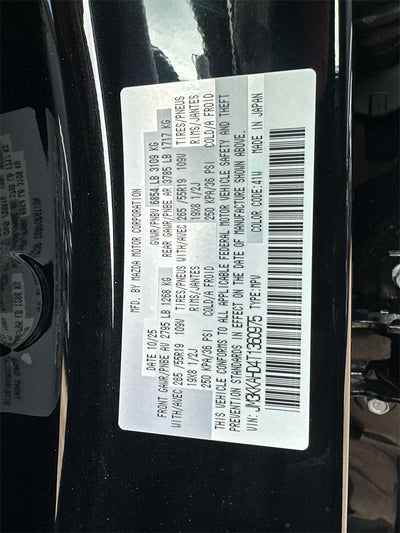 MFD. BY MAZDA MOTOR CORPORATION
DATE 10/25
GVWR/PNBV 6854 LB 3109 KG
FRONT GAWR/PNBE AV 2795 LB 1268 KG
REAR GAWR/PNBE AR 3785 LB 1717 KG
WITH/AVEC 265 /55R19 109V TIRES/PNEUS
WITH/AVEC 265 /55R19 109V TIRES/PNEUS
19X8 1/2J RIMS/JANTES
19X8 1/2J RIMS/JANTES
250 KPA/36 PSI COLD/A FROID
250 KPA/36 PSI COLD/A FROID
THIS VEHICLE CONFORMS TO ALL APPLICABLE FEDERAL MOTOR VEHICLE SAFETY AND THEFT
PREVENTION STANDARDS IN EFFECT ON THE DATE OF MANUFACTURE SHOWN ABOVE.
VIN: JM3KKAHD4T1360975 TYPE:MPV
COLOR CODE:41W MADE IN JAPAN